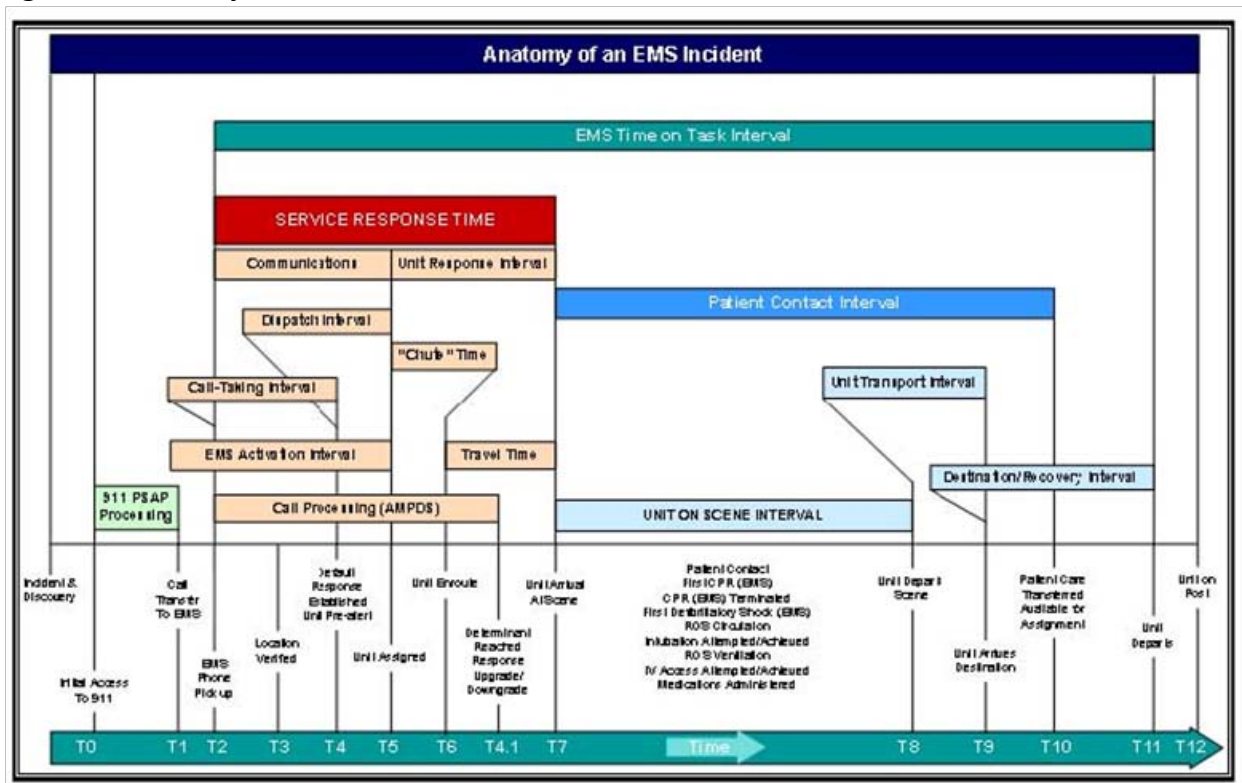 Anatomy of an EMS Incident
EMS Time on Task Interval
SERVICE RESPONSE TIME
Communications
Unit Response Interval
Patient Contact Interval
Dispatch Interval
"Chute" Time
Call-Taking Interval
Unit Transport Interval
EMS Activation Interval
Travel Time
Destination/Recovery Interval
911 PSAP
Processing
Call Processing (AMPDS)
UNIT ON SCENE INTERVAL
Incident &
Discovery
Initial Access
To 911
Call
Transfer
To EMS
EMS
Phone
Pick up
Location
Verified
Default
Response
Established
Unit Pre-alert
Unit Assigned
Unit Enroute
Determinant
Reached
Response
Upgrade/
Downgrade
Unit Arrival
At Scene
Patient Contact
First CPR (EMS)
CPR (EMS) Terminated
First Defibrillatory Shock (EMS)
ROS Circulation
Intubation Attempted/Achieved
ROS Ventilation
IV Access Attempted/Achieved
Medications Administered
Unit Depart
Scene
Unit Arrives
Destination
Patient Care
Transferred
Available for
Assignment
Unit
Departs
Unit on
Post
T0
T1
T2
T3
T4
T5
T6
T4.1
T7
Time
T8
T9
T10
T11
T12